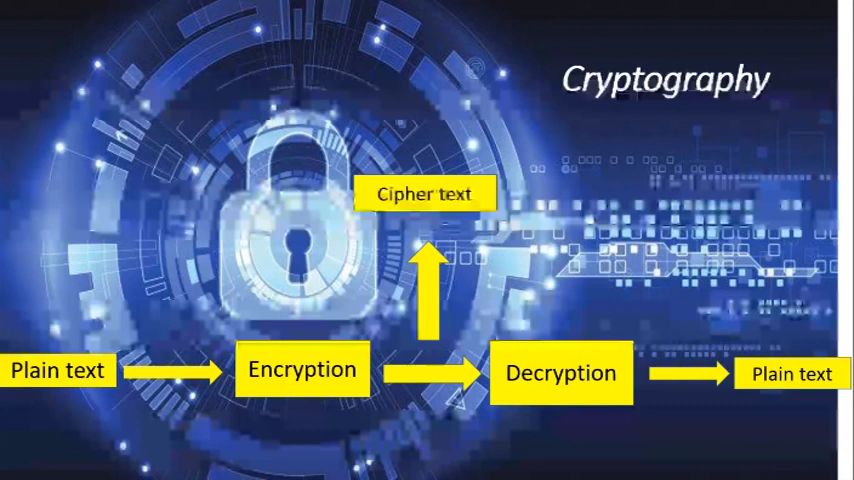 Cryptography
Cipher text
Plain text
Encryption
Decryption
Plain text